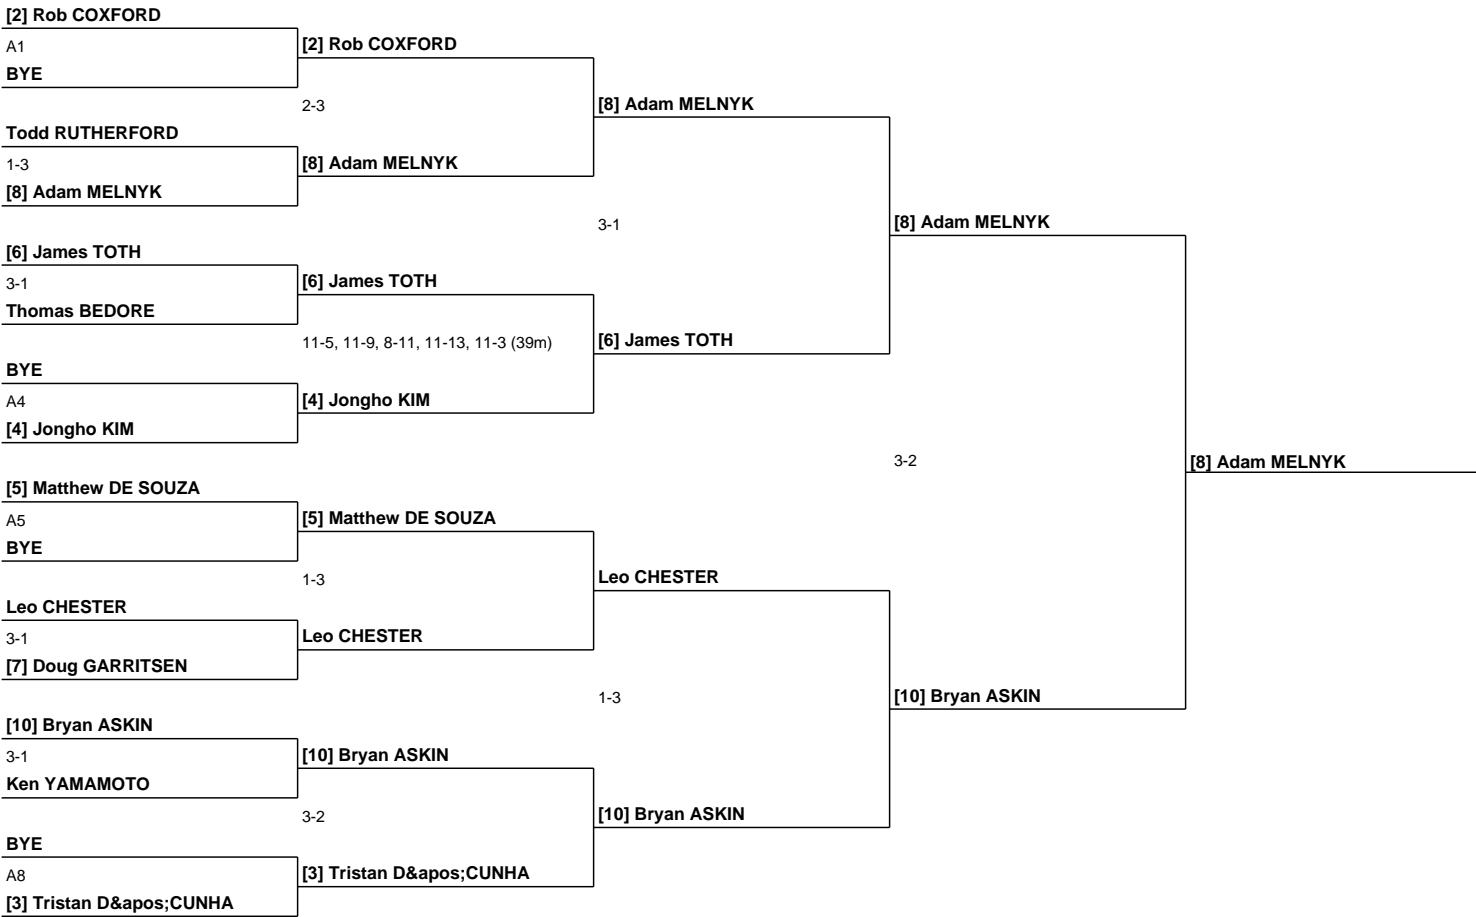 [2] Rob COXFORD
A1
BYE
Todd RUTHERFORD
1-3
[8] Adam MELNYK
[6] James TOTH
3-1
Thomas BEDORE
BYE
A4
[4] Jongho KIM
[5] Matthew DE SOUZA
A5
BYE
Leo CHESTER
3-1
[7] Doug GARRITSEN
[10] Bryan ASKIN
3-1
Ken YAMAMOTO
BYE
A8
[3] Tristan D&apos;CUNHA
[2] Rob COXFORD
2-3
[8] Adam MELNYK
[6] James TOTH
11-5, 11-9, 8-11, 11-13, 11-3 (39m)
[4] Jongho KIM
[5] Matthew DE SOUZA
1-3
Leo CHESTER
[10] Bryan ASKIN
3-2
[3] Tristan D&apos;CUNHA
[8] Adam MELNYK
3-1
[6] James TOTH
Leo CHESTER
1-3
[10] Bryan ASKIN
[8] Adam MELNYK
3-2
[10] Bryan ASKIN
[8] Adam MELNYK